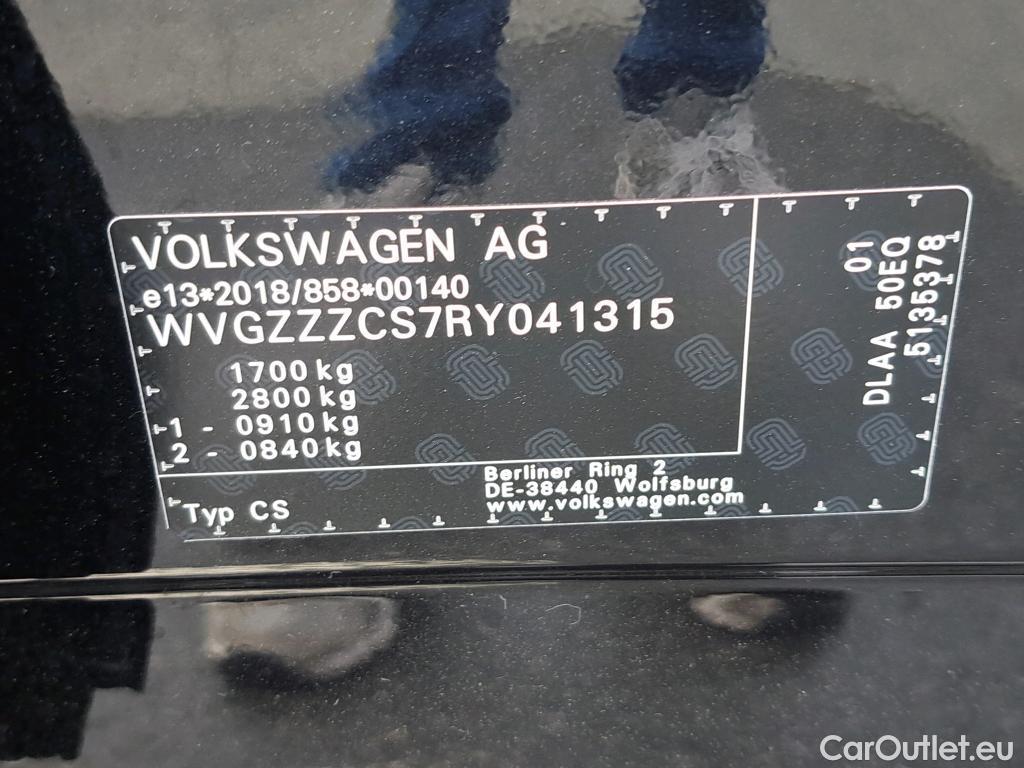 VOLKSWAGEN AG
e13*2018/858*00140
WVGZZZCS7RY041315
1700 kg
2800 kg
1 - 0910 kg
2 - 0840 kg
Typ CS
Berliner Ring 2
DE-38440 Wolfsburg
www.volkswagen.com
01
DLAA 50EQ
5135378
CarOutlet.eu